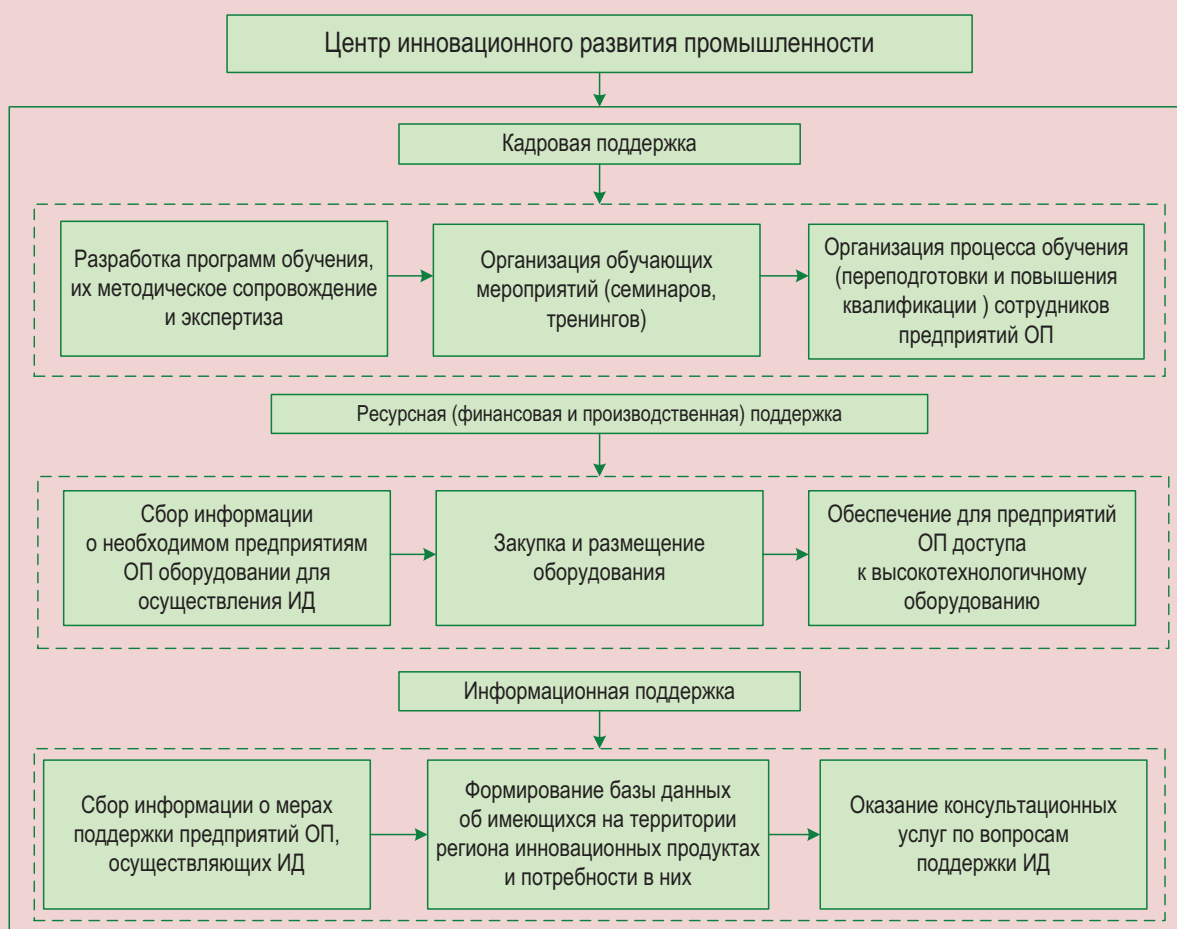 Центр инновационного развития промышленности
Кадровая поддержка
Разработка программ обучения,
их методическое сопровождение
и экспертиза
Организация обучающих
мероприятий (семинаров,
тренингов)
Организация процесса обучения
(переподготовки и повышения
квалификации ) сотрудников
предприятий ОП
Ресурсная (финансовая и производственная) поддержка
Сбор информации
о необходимом предприятиям
ОП оборудовании для
осуществления ИД
Закупка и размещение
оборудования
Обеспечение для предприятий
ОП доступа
к высокотехнологичному
оборудованию
Информационная поддержка
Сбор информации о мерах
поддержки предприятий ОП,
осуществляющих ИД
Формирование базы данных
об имеющихся на территории
региона инновационных продуктах
и потребности в них
Оказание консультационных
услуг по вопросам
поддержки ИД